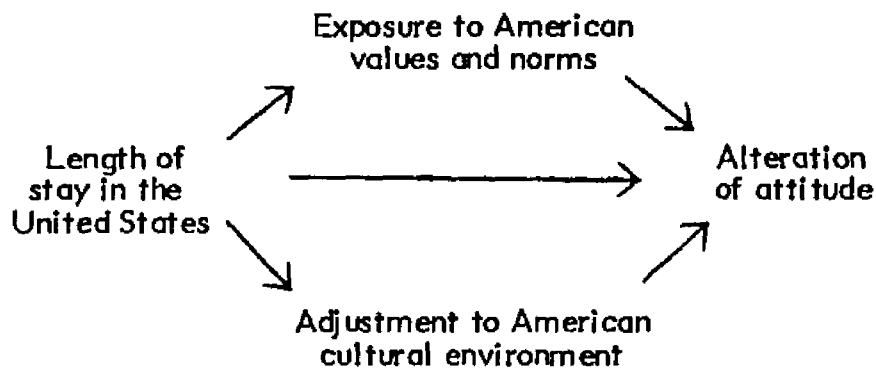 Exposure to American
values and norms
Length of
stay in the
United States
Alteration
of attitude
Adjustment to American
cultural environment